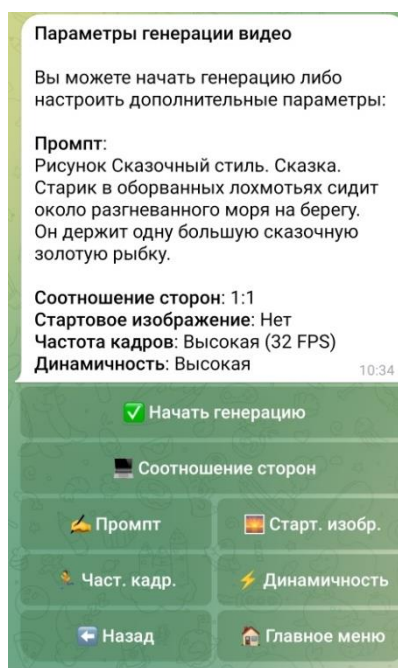 Параметры генерации видео
Вы можете начать генерацию либо
настроить дополнительные параметры:
Промпт:
Рисунок Сказочный стиль. Сказка.
Старик в оборванных лохмотьях сидит
около разгневанного моря на берегу.
Он держит одну большую сказочную
золотую рыбку.
Соотношение сторон: 1:1
Стартовое изображение: Нет
Частота кадров: Высокая (32 FPS)
Динамичность: Высокая
10:34
Начать генерацию
Соотношение сторон
Промпт
Старт. изобр.
Част. кадр.
Динамичность
Назад
Главное меню